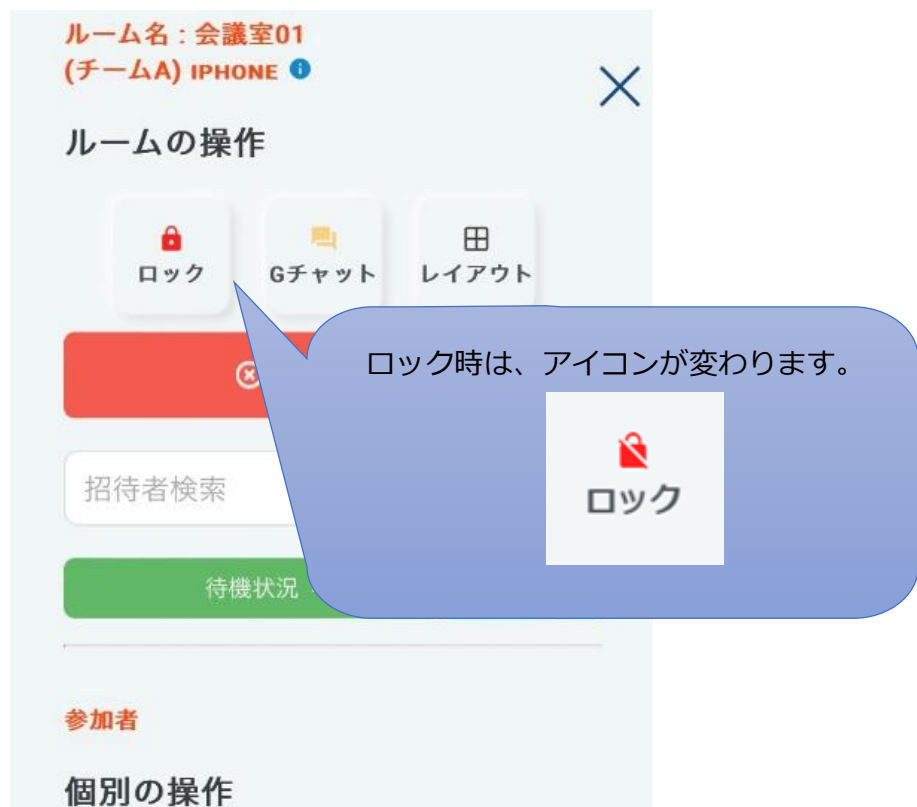 ルーム名：会議室01
(チームA) IPHONE
ルームの操作
ロック
Gチャット
レイアウト
ロック時は、アイコンが変わります。
ロック
招待者検索
待機状況
参加者
個別の操作